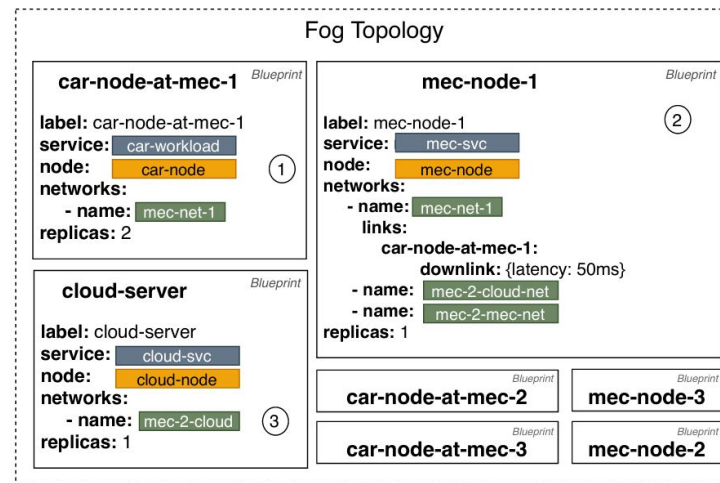 Fog Topology
Blueprint
car-node-at-mec-1
label: car-node-at-mec-1
service: car-workload
node: car-node
networks:
- name: mec-net-1
replicas: 2
1
Blueprint
mec-node-1
2
label: mec-node-1
service: mec-svc
node: mec-node
networks:
- name: mec-net-1
links:
car-node-at-mec-1:
downlink: {latency: 50ms}
- name: mec-2-cloud-net
- name: mec-2-mec-net
replicas: 1
Blueprint
cloud-server
label: cloud-server
service: cloud-svc
node: cloud-node
networks:
- name: mec-2-cloud
replicas: 1
3
Blueprint
car-node-at-mec-2
Blueprint
mec-node-3
Blueprint
car-node-at-mec-3
Blueprint
mec-node-2